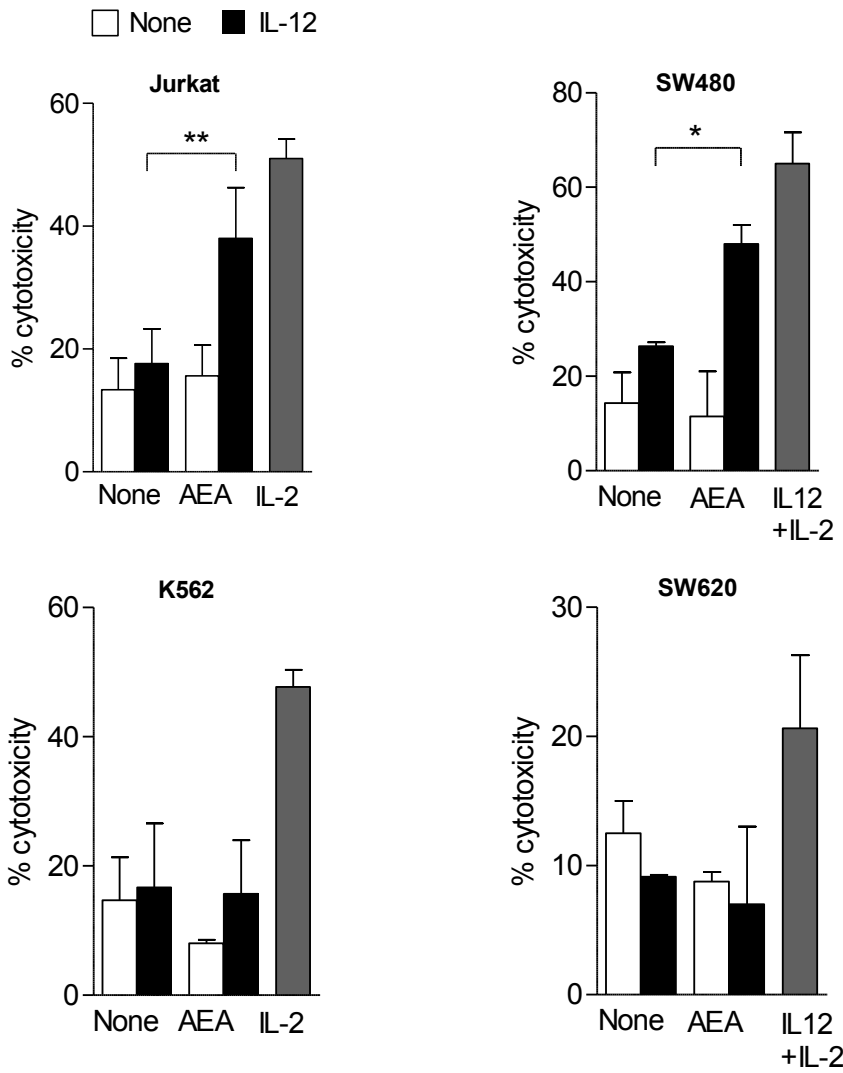 None IL-12
Jurkat
**
% cytotoxicity
60
40
20
0
None AEA IL-2
SW480
*
% cytotoxicity
80
60
40
20
0
None AEA IL12
+IL-2
K562
% cytotoxicity
60
40
20
0
None AEA IL-2
SW620
% cytotoxicity
30
20
10
0
None AEA IL12
+IL-2